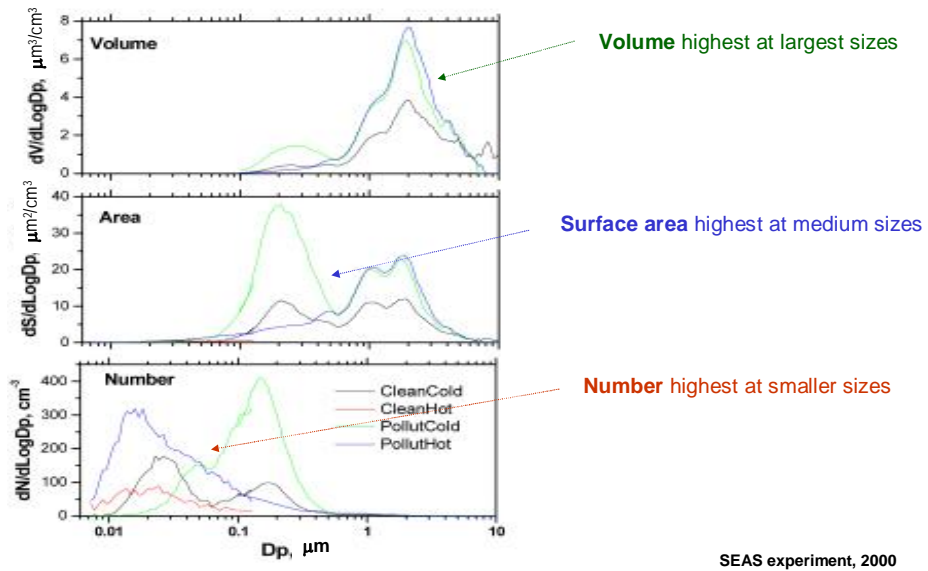 Volume
dV/dLogDp, µm³/cm³
8
6
4
2
0
Volume highest at largest sizes
Area
dS/dLogDp, µm²/cm³
40
30
20
10
0
Surface area highest at medium sizes
Number
dN/dLogDp, cm⁻³
400
300
200
100
0
CleanCold
CleanHot
PollutCold
PollutHot
Number highest at smaller sizes
0.01 0.1 1 10
Dp, µm
SEAS experiment, 2000